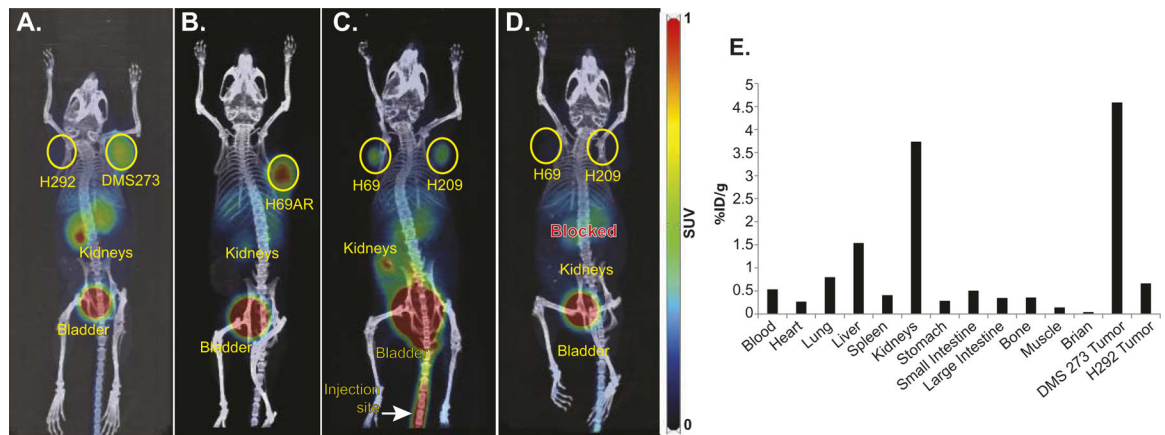 A.
H292
DMS273
Kidneys
Bladder
B.
H69AR
Kidneys
Bladder
C.
H69
H209
Kidneys
Bladder
Injection
site
D.
H69
H209
Blocked
Kidneys
Bladder
1
SUV
0
E.
%ID/g
5
4.5
4
3.5
3
2.5
2
1.5
1
0.5
0
Blood
Heart
Lung
Liver
Spleen
Kidneys
Stomach
Small Intestine
Large Intestine
Bone
Muscle
Brian
DMS 273 Tumor
H292 Tumor